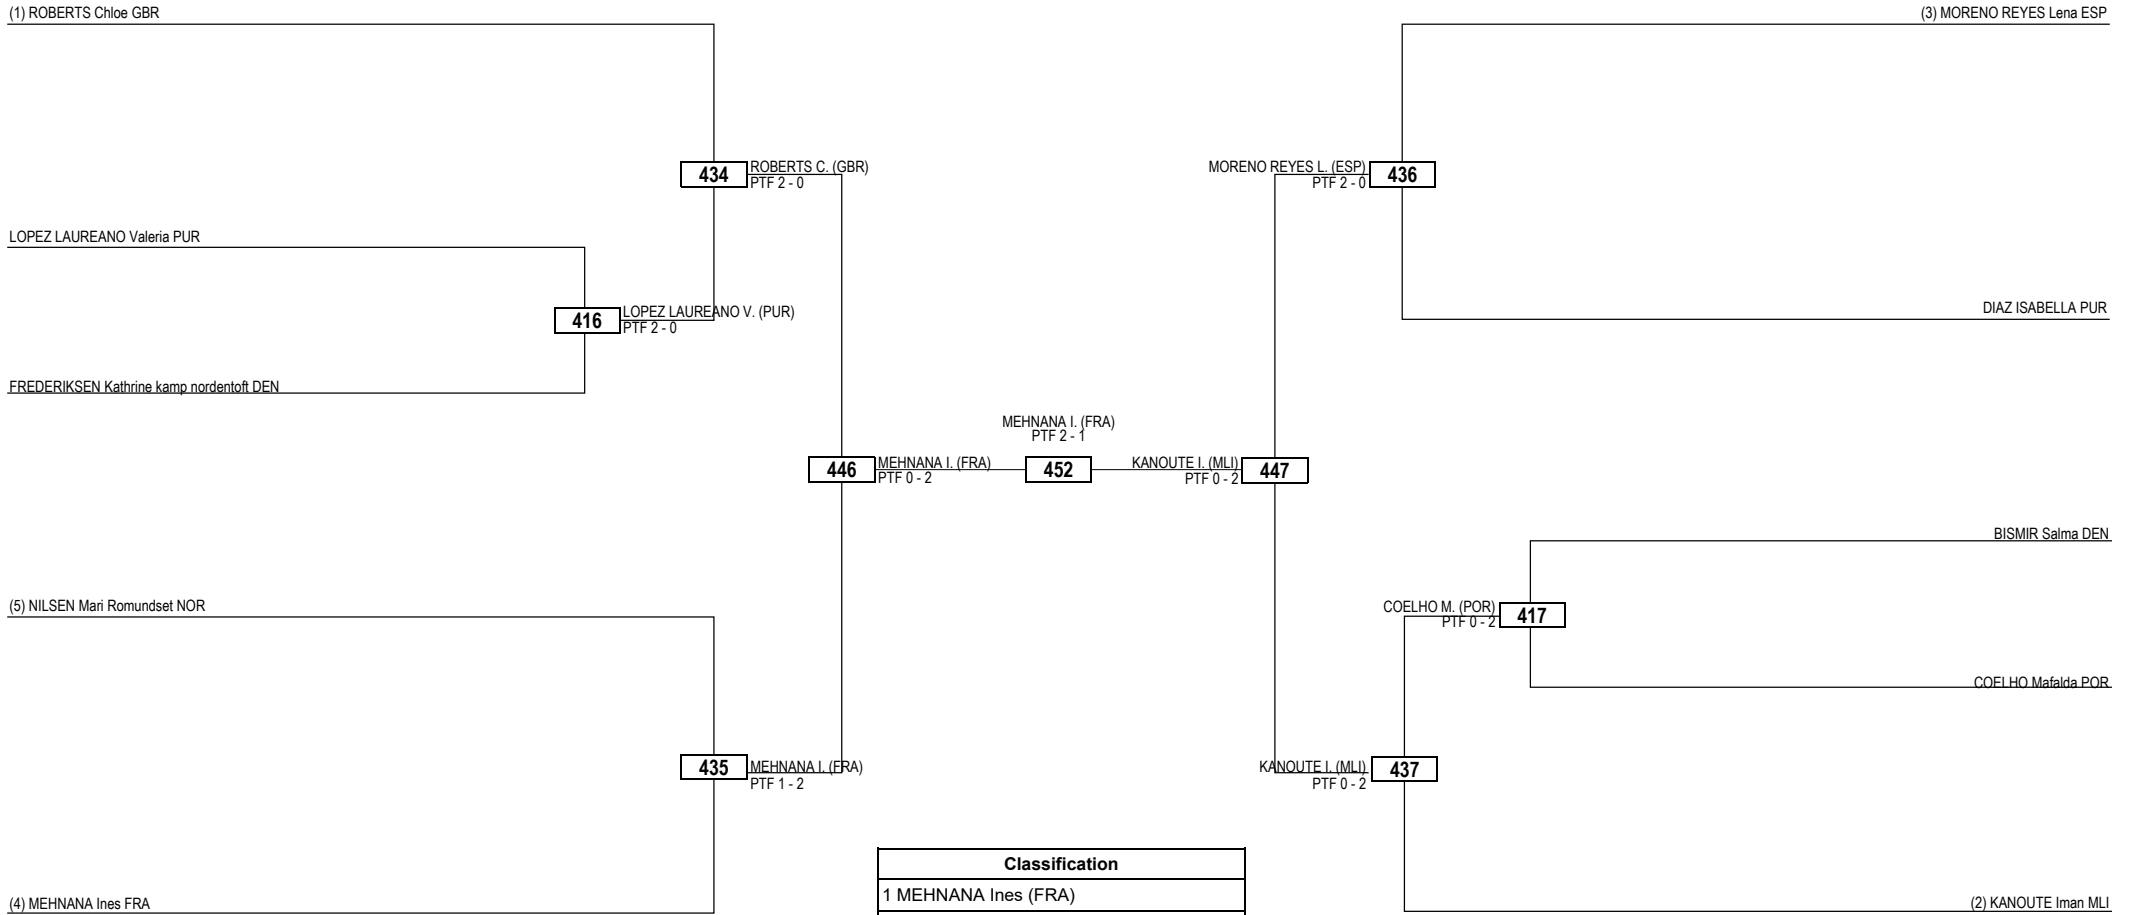 (1) ROBERTS Chloe GBR
(3) MORENO REYES Lena ESP
434
ROBERTS C. (GBR)
PTF 2 - 0
MORENO REYES L. (ESP)
PTF 2 - 0
436
LOPEZ LAUREANO Valeria PUR
416
LOPEZ LAUREANO V. (PUR)
PTF 2 - 0
DIAZ ISABELLA PUR
FREDERIKSEN Kathrine kamp nordentoft DEN
MEHNANA I. (FRA)
PTF 2 - 1
446
MEHNANA I. (FRA)
PTF 0 - 2
452
KANOUTE I. (MLI)
PTF 0 - 2
447
BISMIR Salma DEN
(5) NILSEN Mari Romundset NOR
COELHO M. (POR)
PTF 0 - 2
417
COELHO Mafalda POR
435
MEHNANA I. (FRA)
PTF 1 - 2
KANOUTE I. (MLI)
PTF 0 - 2
437
Classification
1 MEHNANA Ines (FRA)
(4) MEHNANA Ines FRA
(2) KANOUTE Iman MLI